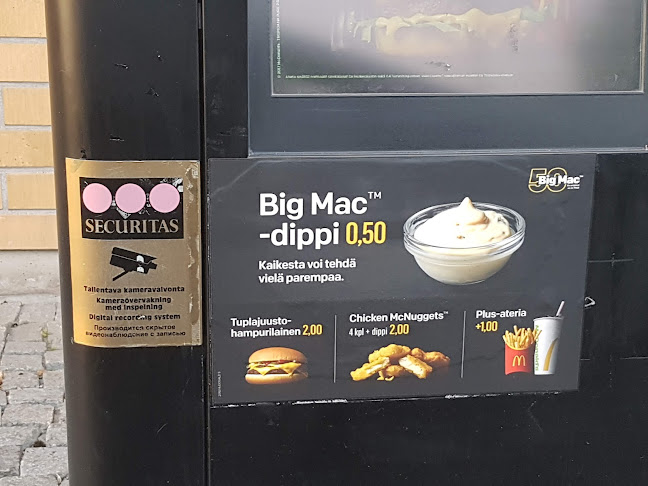 SECURITAS
Tallentava kameravalvonta
Kameraövervakning
med inspelning
Digital recording system
Производится скрытое
видеонаблюдение с записью
50
Big Mac™
Big Mac™
-dippi 0,50
Kaikesta voi tehdä
vielä parempaa.
Tuplajuusto-
hampurilainen 2,00
Chicken McNuggets™
4 kpl + dippi 2,00
Plus-ateria
+1,00